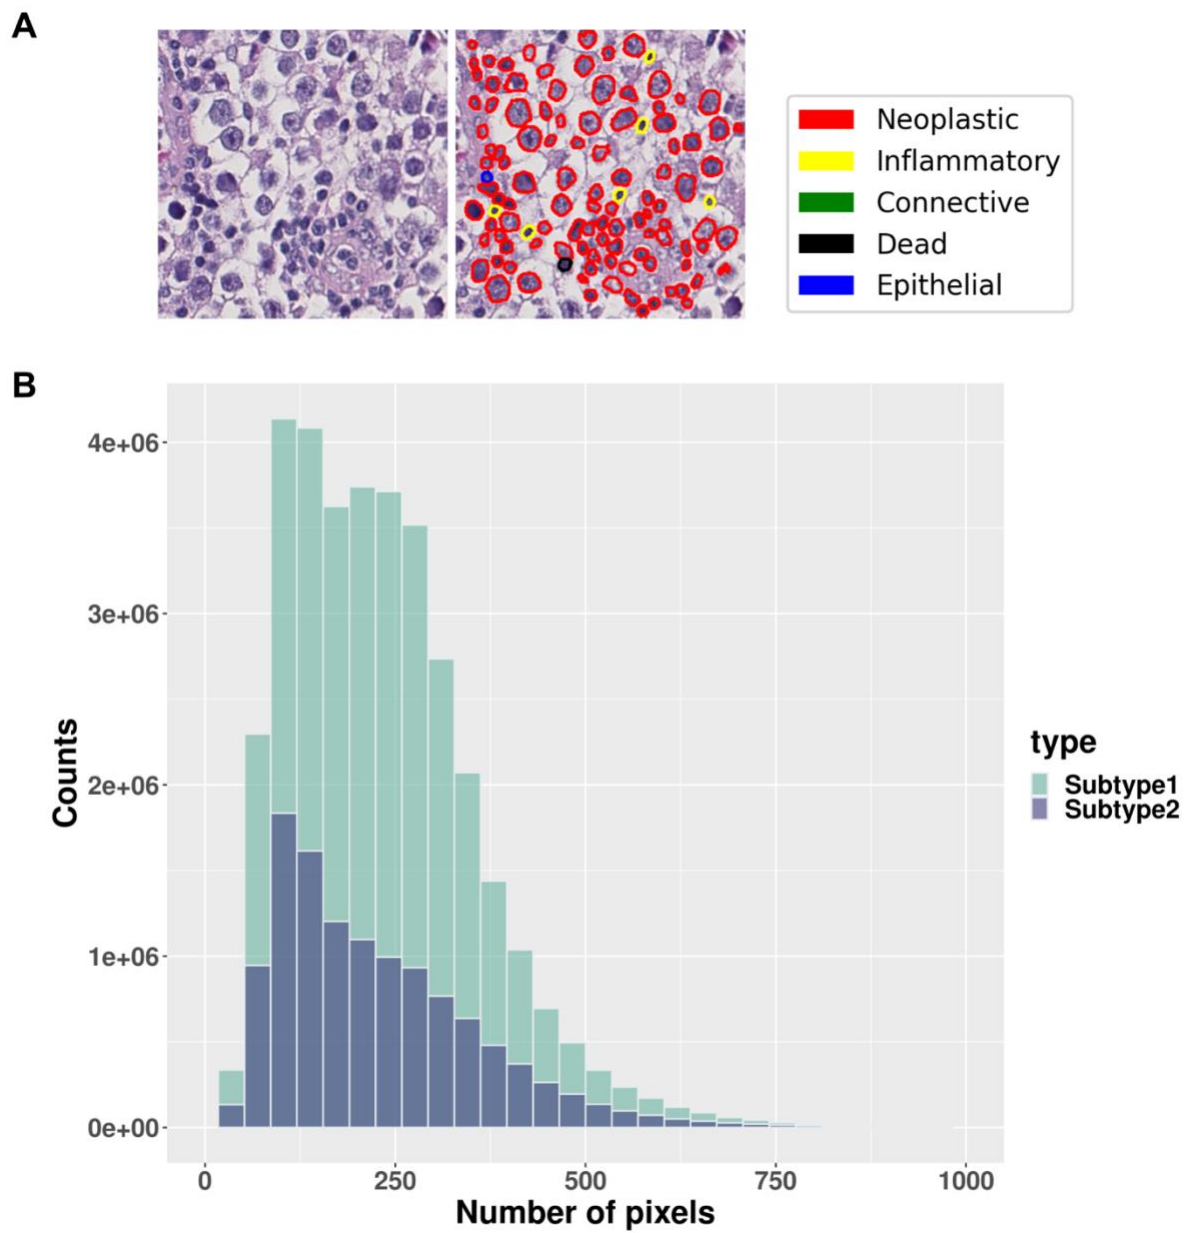 A
Neoplastic
Inflammatory
Connective
Dead
Epithelial
B
4e+06
3e+06
2e+06
1e+06
0e+00
Counts
0 250 500 750 1000
Number of pixels
type
Subtype1
Subtype2